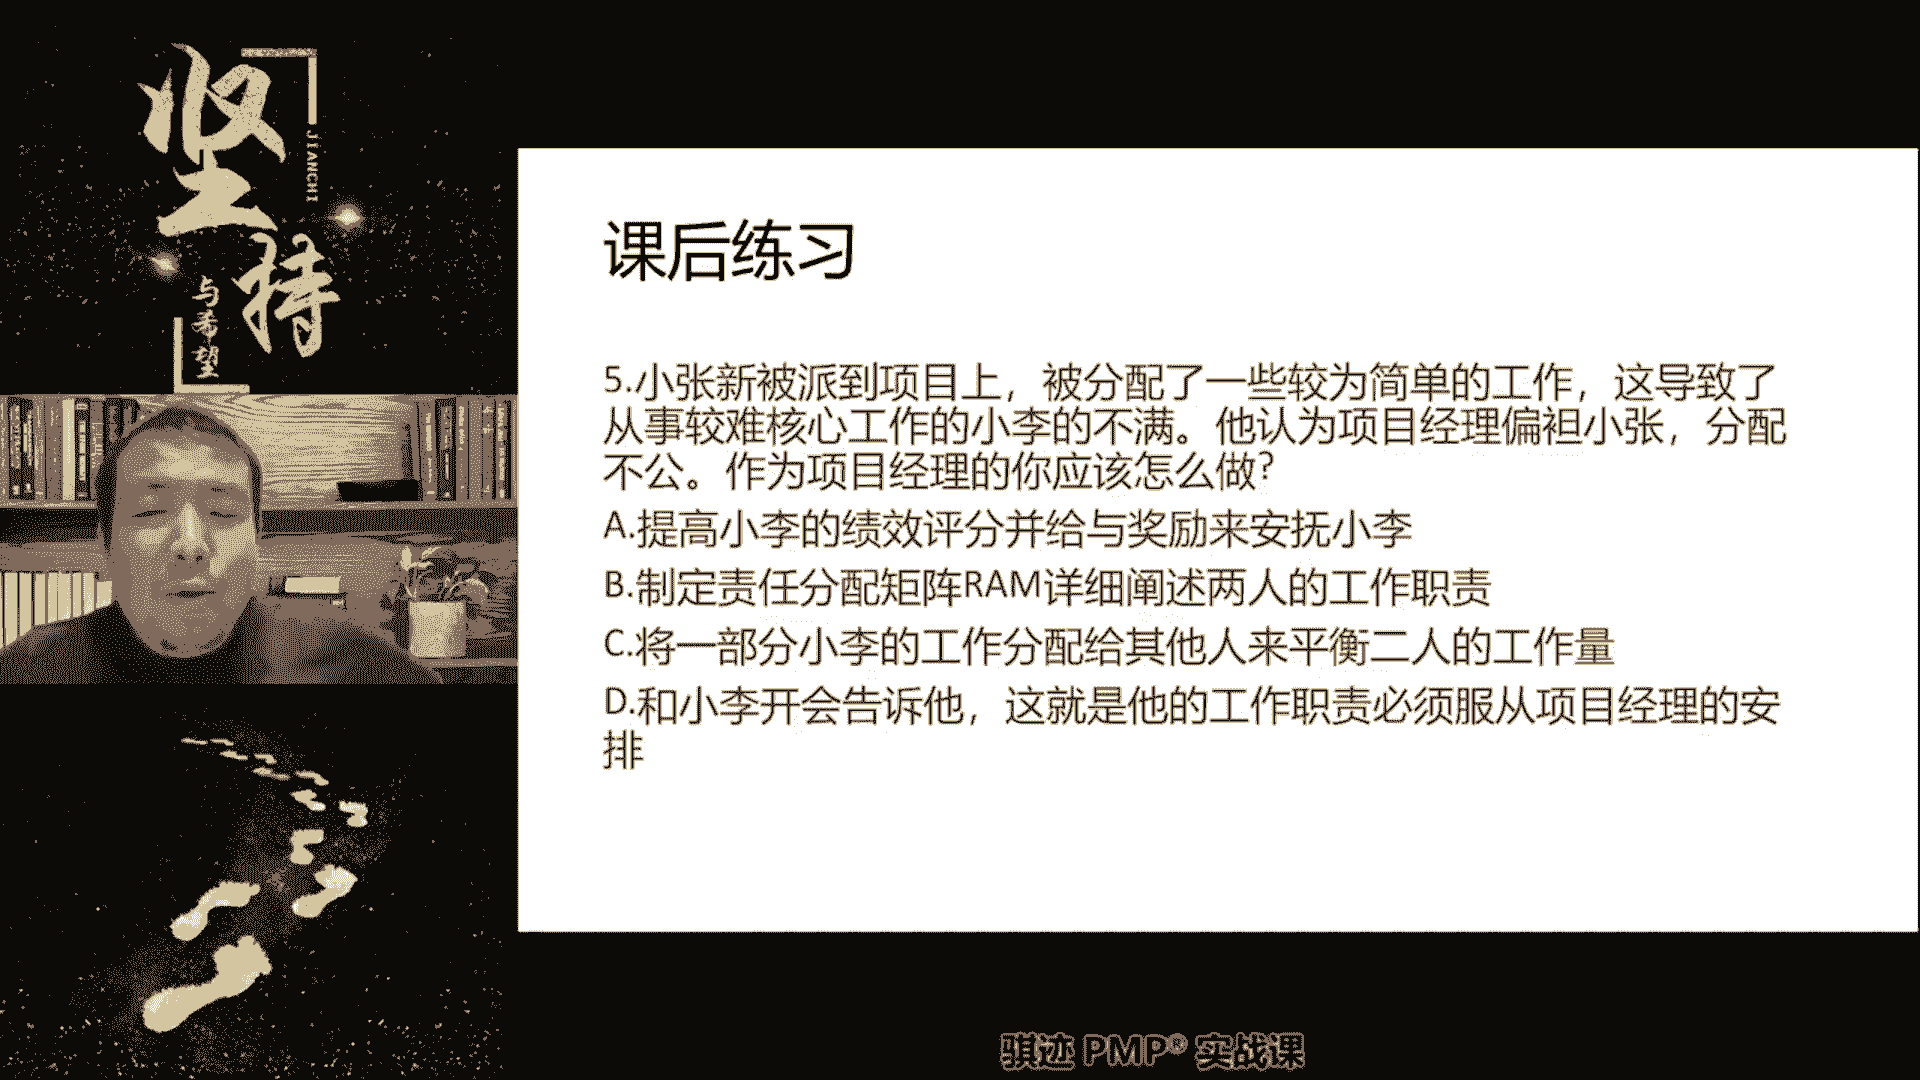 坚持
JIANCHI
与希望
课后练习
5.小张新被派到项目上，被分配了一些较为简单的工作，这导致了
从事较难核心工作的小李的不满。他认为项目经理偏袒小张，分配
不公。作为项目经理的你应该怎么做?
A.提高小李的绩效评分并给与奖励来安抚小李
B.制定责任分配矩阵RAM详细阐述两人的工作职责
C.将一部分小李的工作分配给其他人来平衡二人的工作量
D.和小李开会告诉他，这就是他的工作职责必须服从项目经理的安
排
骐迹 PMP® 实战课